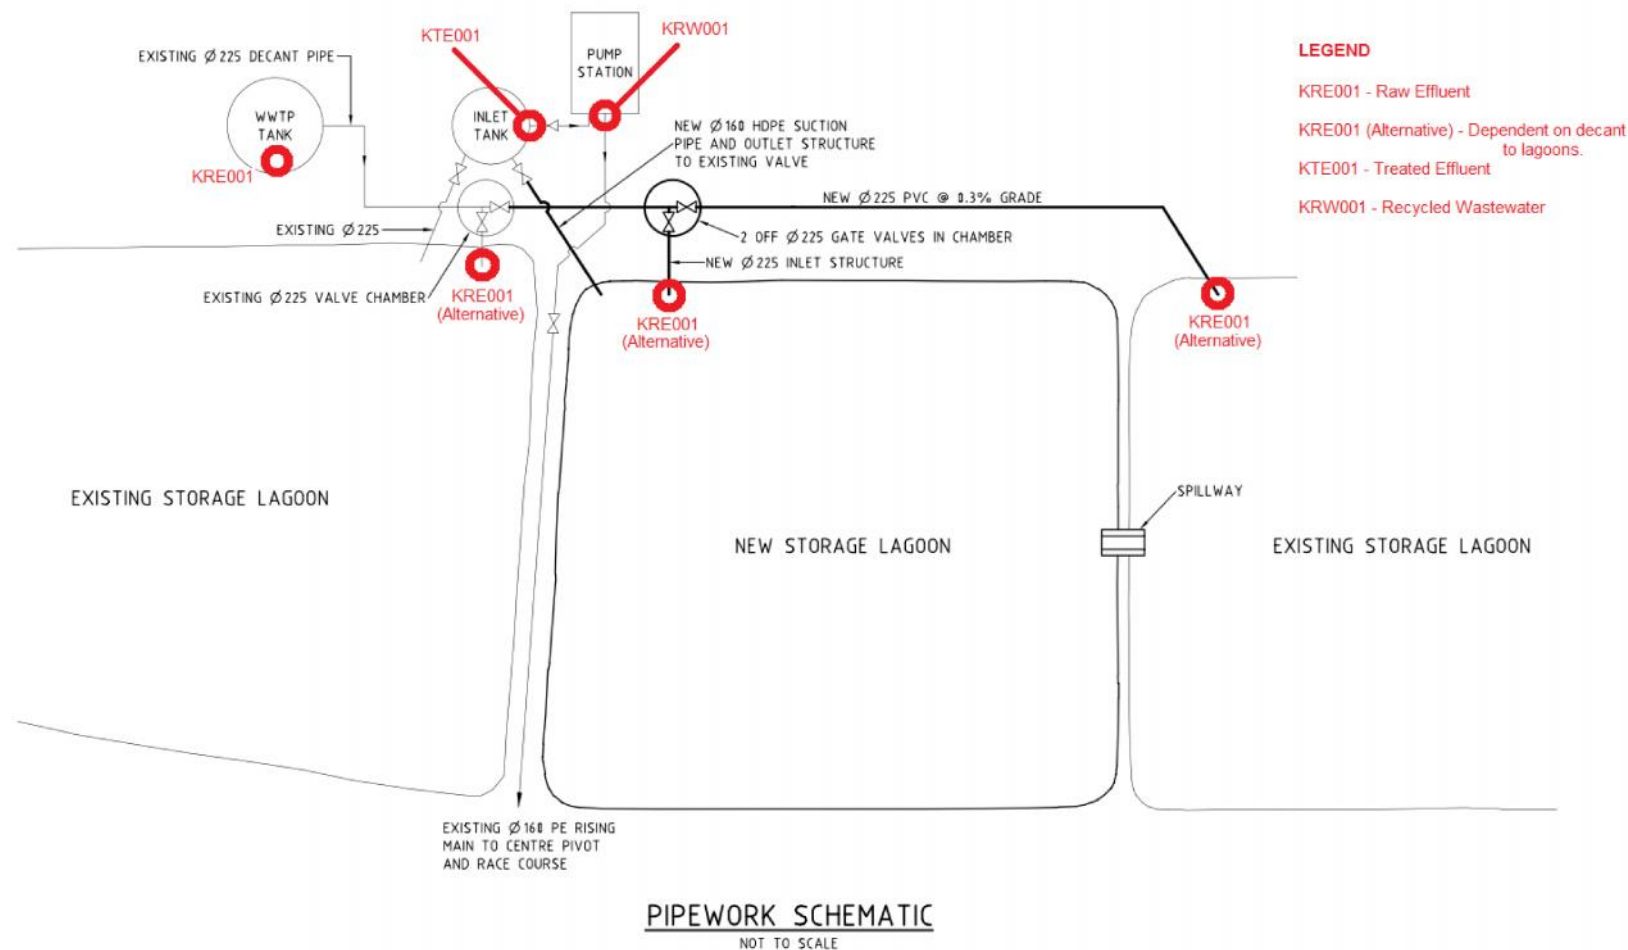 EXISTING Ø225 DECANT PIPE
KTE001
KRW001
PUMP
STATION
WWTP
TANK
INLET
TANK
KRE001
NEW Ø160 HDPE SUCTION
PIPE AND OUTLET STRUCTURE
TO EXISTING VALVE
LEGEND
KRE001 - Raw Effluent
KRE001 (Alternative) - Dependent on decant
to lagoons.
KTE001 - Treated Effluent
KRW001 - Recycled Wastewater
NEW Ø225 PVC @ 0.3% GRADE
EXISTING Ø225
2 OFF Ø225 GATE VALVES IN CHAMBER
NEW Ø225 INLET STRUCTURE
EXISTING Ø225 VALVE CHAMBER
KRE001
(Alternative)
KRE001
(Alternative)
KRE001
(Alternative)
EXISTING STORAGE LAGOON
NEW STORAGE LAGOON
SPILLWAY
EXISTING STORAGE LAGOON
EXISTING Ø160 PE RISING
MAIN TO CENTRE PIVOT
AND RACE COURSE
PIPEWORK SCHEMATIC
NOT TO SCALE